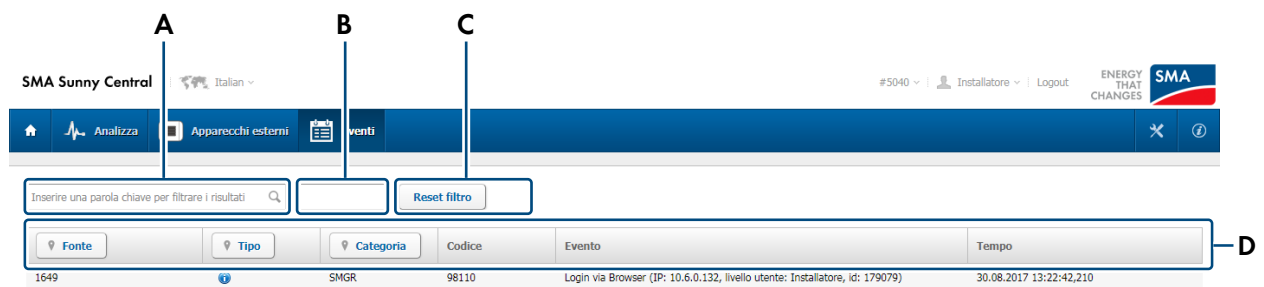 A B C
SMA Sunny Central Italian #5040 Installatore Logout ENERGY THAT CHANGES SMA
Analizza Apparecchi esterni venti
Inserire una parola chiave per filtrare i risultati Reset filtro
Fonte Tipo Categoria Codice Evento Tempo D
1649 SMGR 98110 Login via Browser (IP: 10.6.0.132, livello utente: Installatore, id: 179079) 30.08.2017 13:22:42,210